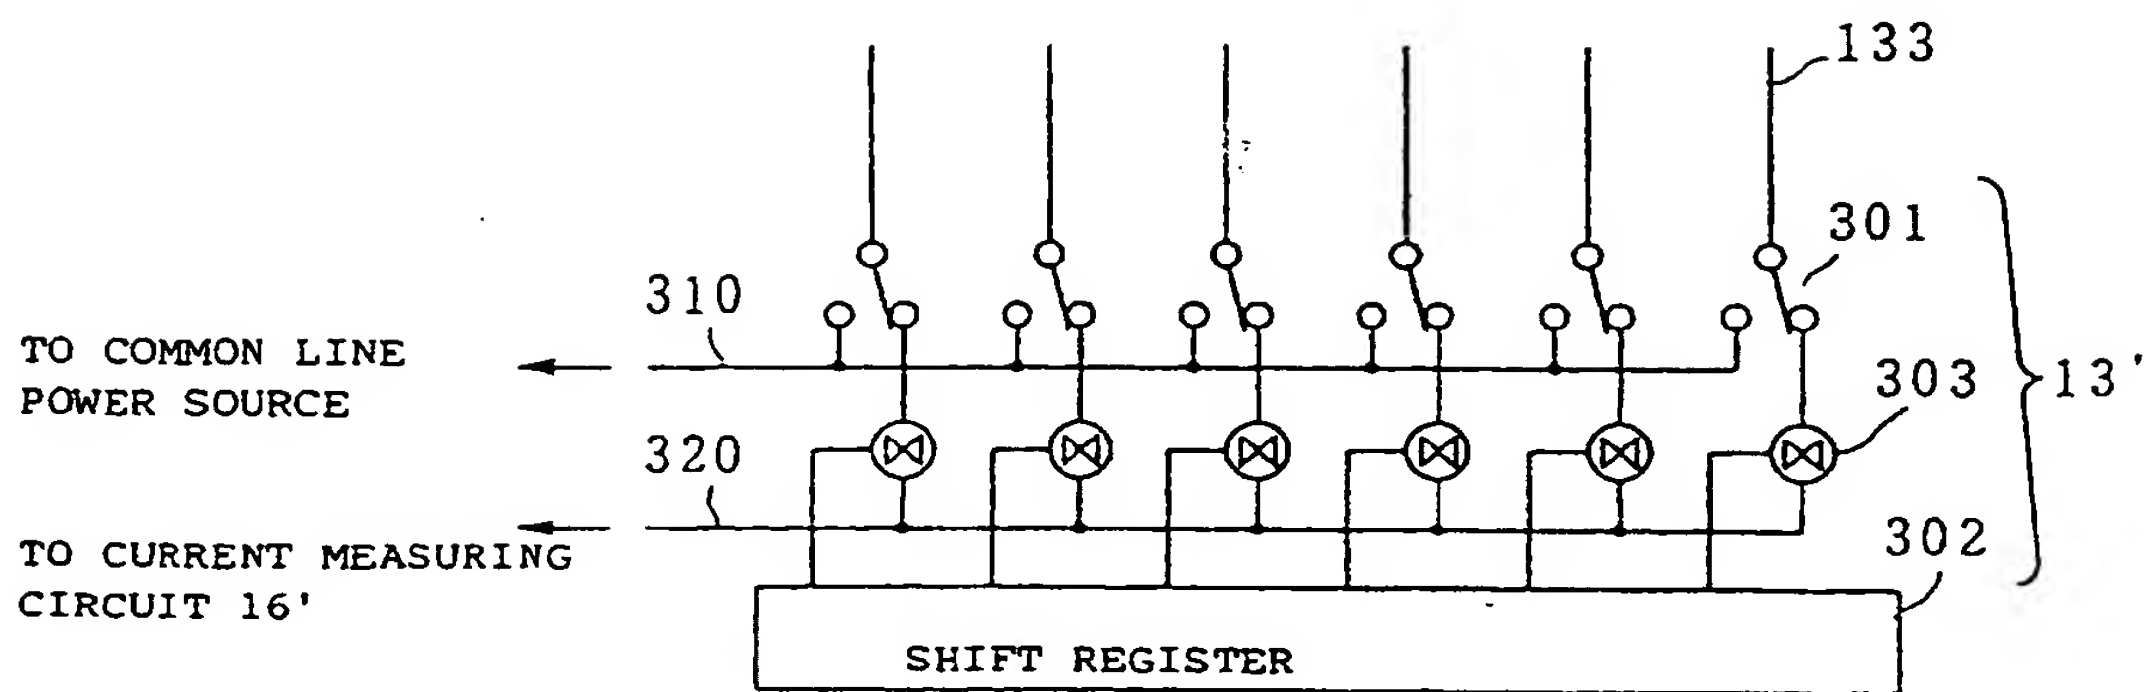 133
301
310
TO COMMON LINE
POWER SOURCE
13'
303
320
302
TO CURRENT MEASURING
CIRCUIT 16'
SHIFT REGISTER